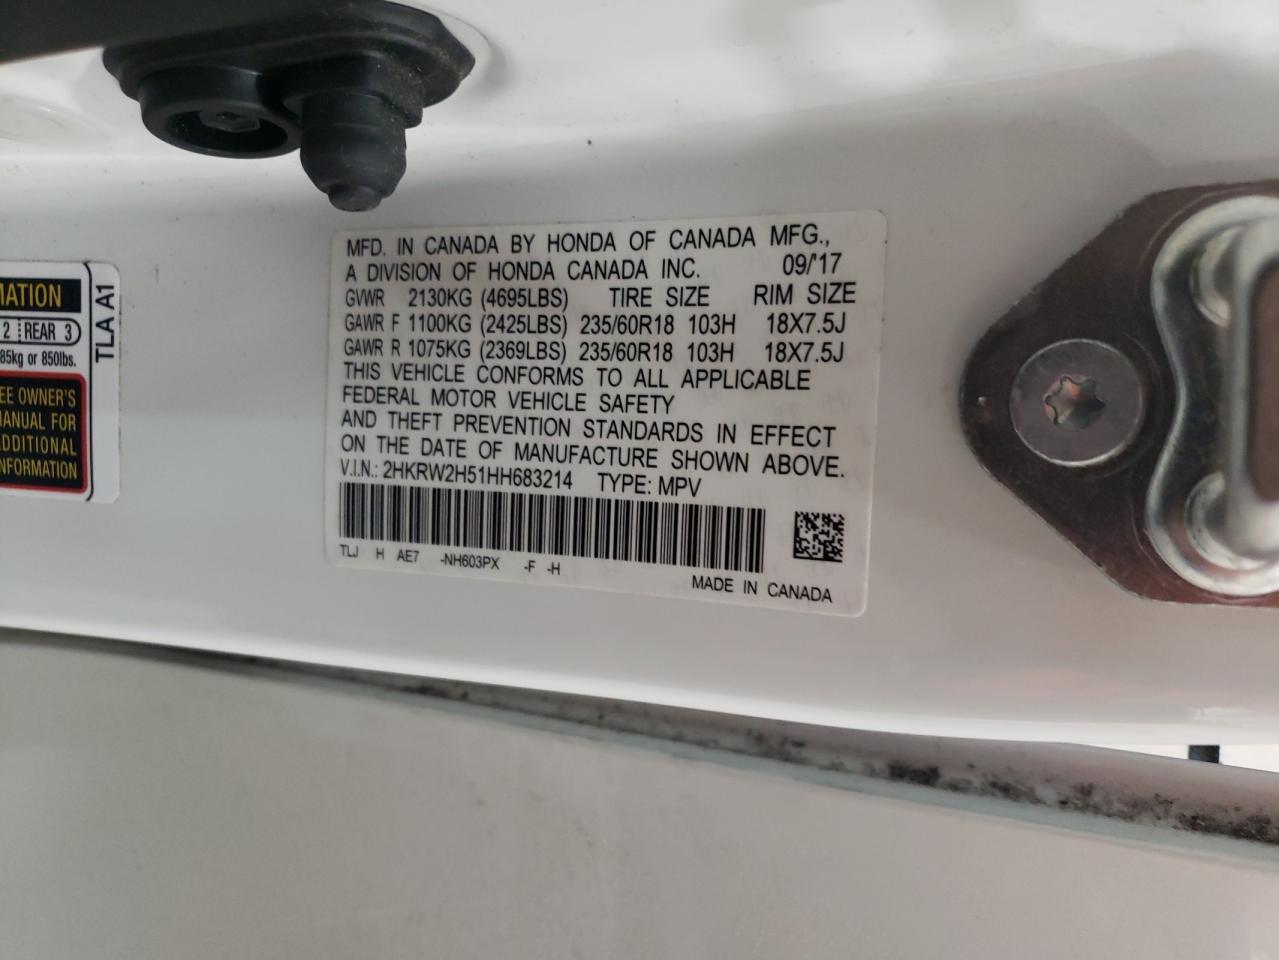 MFD. IN CANADA BY HONDA OF CANADA MFG.,
A DIVISION OF HONDA CANADA INC. 09/'17
GVWR 2130KG (4695LBS) TIRE SIZE RIM SIZE
GAWR F 1100KG (2425LBS) 235/60R18 103H 18X7.5J
GAWR R 1075KG (2369LBS) 235/60R18 103H 18X7.5J
THIS VEHICLE CONFORMS TO ALL APPLICABLE
FEDERAL MOTOR VEHICLE SAFETY
AND THEFT PREVENTION STANDARDS IN EFFECT
ON THE DATE OF MANUFACTURE SHOWN ABOVE.
V.I.N.: 2HKRW2H51HH683214 TYPE: MPV
TLJ H AE7 -NH603PX -F -H
MADE IN CANADA
MATION
2 REAR 3
85kg or 850lbs.
EE OWNER'S
MANUAL FOR
ADDITIONAL
INFORMATION
TLA A1